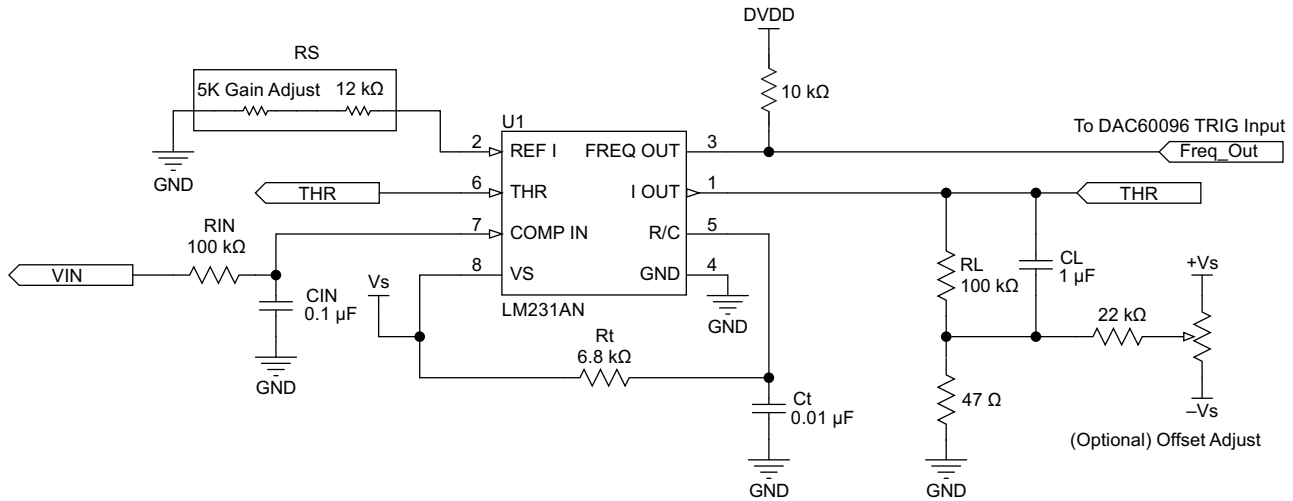 DVDD
RS
5K Gain Adjust 12 kΩ
10 kΩ
U1
To DAC60096 TRIG Input
2 REF I FREQ OUT 3 Freq_Out
GND
THR 6 THR I OUT 1 THR
RIN
100 kΩ
7 COMP IN R/C 5
VIN
8 VS GND 4
Vs
CIN
0.1 µF
LM231AN
GND
RL
100 kΩ
CL
1 µF
+Vs
22 kΩ
Rt
6.8 kΩ
GND
Ct
0.01 µF
47 Ω
–Vs
(Optional) Offset Adjust
GND
GND